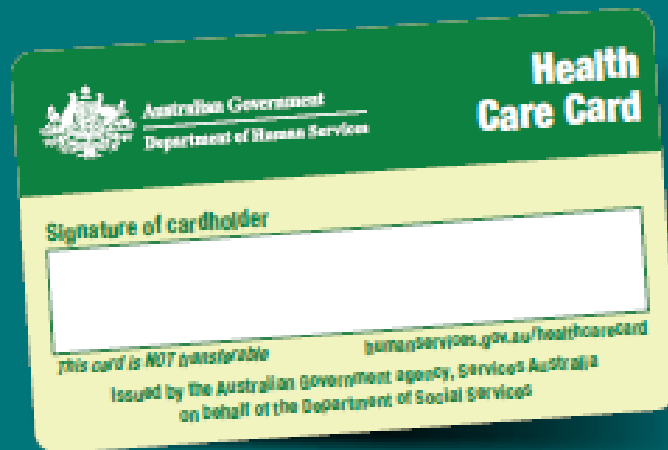 Australian Government
Department of Human Services
Health
Care Card
Signature of cardholder
This card is NOT transferable
humanservices.gov.au/healthcarecard
Issued by the Australian Government agency, Services Australia
on behalf of the Department of Social Services